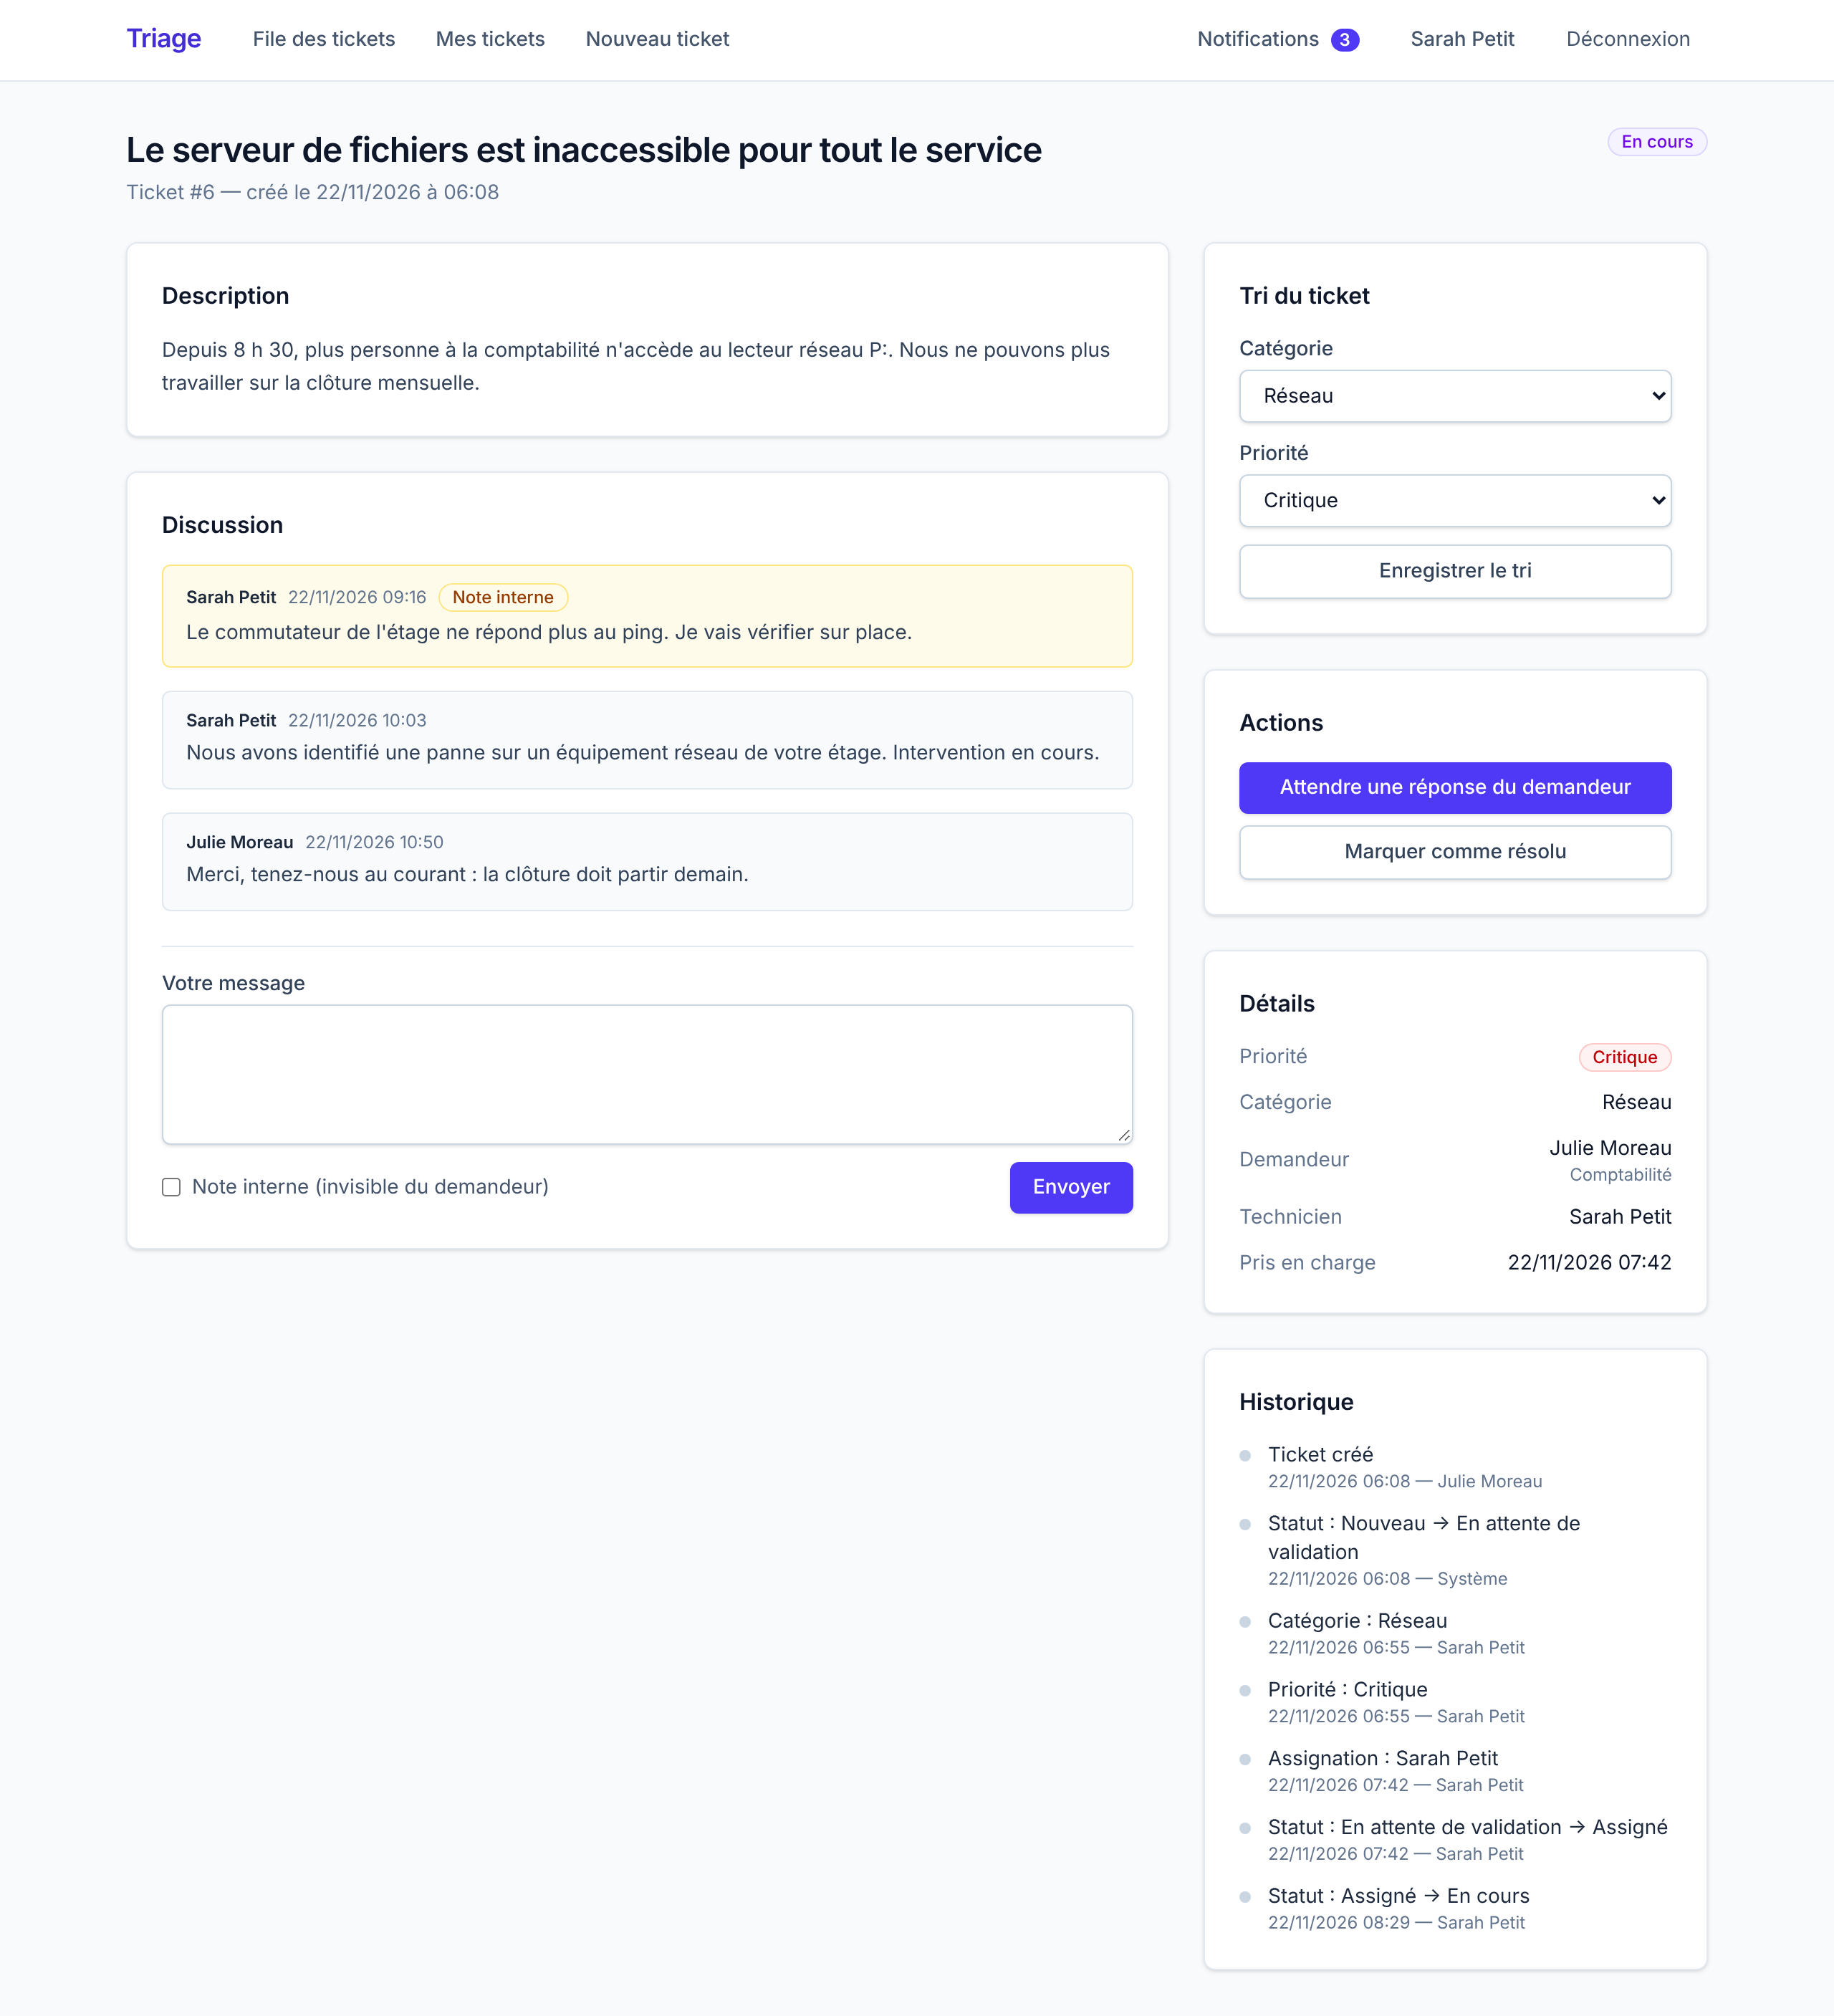 Triage
File des tickets
Mes tickets
Nouveau ticket
Notifications 3
Sarah Petit
Déconnexion
Le serveur de fichiers est inaccessible pour tout le service
En cours
Ticket #6 — créé le 22/11/2026 à 06:08
Description
Depuis 8 h 30, plus personne à la comptabilité n'accède au lecteur réseau P:. Nous ne pouvons plus
travailler sur la clôture mensuelle.
Discussion
Sarah Petit 22/11/2026 09:16 Note interne
Le commutateur de l'étage ne répond plus au ping. Je vais vérifier sur place.
Sarah Petit 22/11/2026 10:03
Nous avons identifié une panne sur un équipement réseau de votre étage. Intervention en cours.
Julie Moreau 22/11/2026 10:50
Merci, tenez-nous au courant : la clôture doit partir demain.
Votre message
Note interne (invisible du demandeur)
Envoyer
Tri du ticket
Catégorie
Réseau
Priorité
Critique
Enregistrer le tri
Actions
Attendre une réponse du demandeur
Marquer comme résolu
Détails
Priorité Critique
Catégorie Réseau
Demandeur Julie Moreau
Comptabilité
Technicien Sarah Petit
Pris en charge 22/11/2026 07:42
Historique
Ticket créé
22/11/2026 06:08 — Julie Moreau
Statut : Nouveau → En attente de
validation
22/11/2026 06:08 — Système
Catégorie : Réseau
22/11/2026 06:55 — Sarah Petit
Priorité : Critique
22/11/2026 06:55 — Sarah Petit
Assignation : Sarah Petit
22/11/2026 07:42 — Sarah Petit
Statut : En attente de validation → Assigné
22/11/2026 07:42 — Sarah Petit
Statut : Assigné → En cours
22/11/2026 08:29 — Sarah Petit